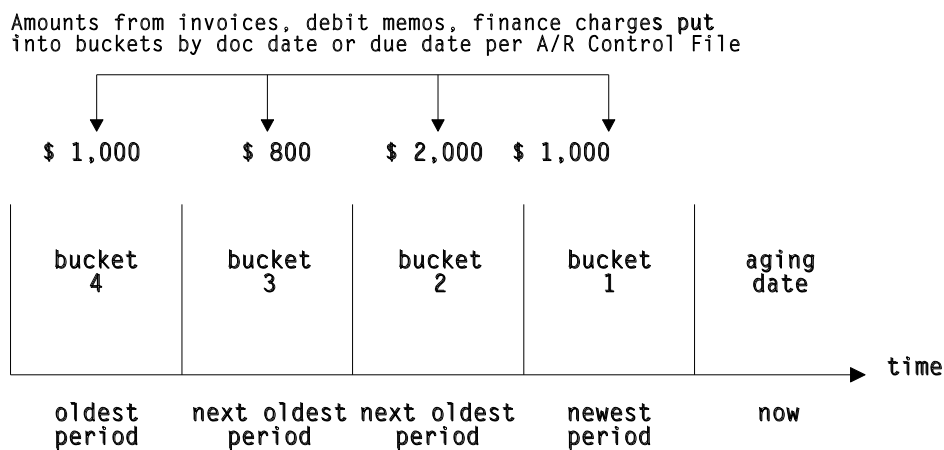 Amounts from invoices, debit memos, finance charges put
into buckets by doc date or due date per A/R Control File
$ 1,000 $ 800 $ 2,000 $ 1,000
bucket bucket bucket bucket aging
4 3 2 1 date
time
oldest next oldest next oldest newest now
period period period period